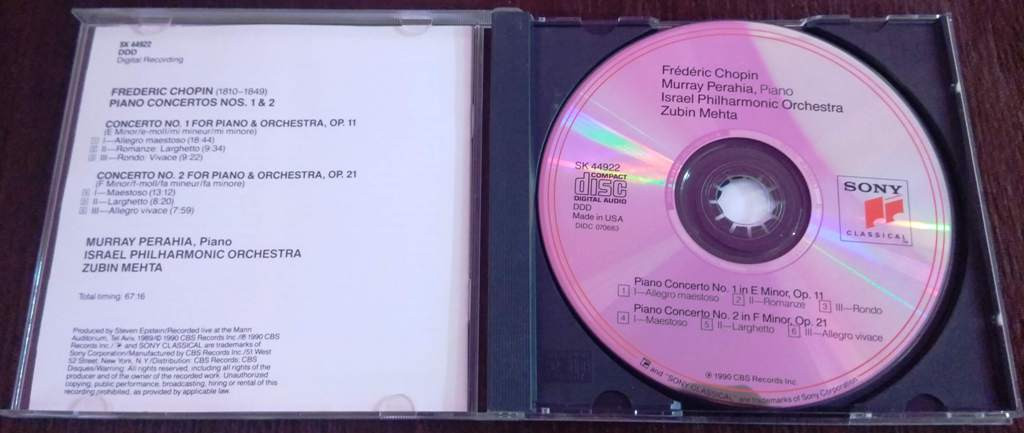 SK 44922
DDD
Digital Recording
FREDERIC CHOPIN (1810–1849)
PIANO CONCERTOS NOS. 1 & 2
CONCERTO NO. 1 FOR PIANO & ORCHESTRA, OP. 11
(E Minor/e-moll/mi mineur/mi minore)
1 I—Allegro maestoso (18:44)
2 II—Romanze: Larghetto (9:34)
3 III—Rondo: Vivace (9:22)
CONCERTO NO. 2 FOR PIANO & ORCHESTRA, OP. 21
(F Minor/f-moll/fa mineur/fa minore)
4 I—Maestoso (13:12)
5 II—Larghetto (8:20)
6 III—Allegro vivace (7:59)
MURRAY PERAHIA, Piano
ISRAEL PHILHARMONIC ORCHESTRA
ZUBIN MEHTA
Total timing: 67:16
Produced by Steven Epstein/Recorded live at the Mann
Auditorium, Tel Aviv, 1989/© 1990 CBS Records Inc./℗ 1990 CBS
Records Inc./ and SONY CLASSICAL are trademarks of
Sony Corporation/Manufactured by CBS Records Inc./51 West
52 Street, New York, N.Y./Distribution: CBS Records; CBS
Disques/Warning: All rights reserved, including all rights of the
producer and of the owner of the recorded work. Unauthorized
copying, public performance, broadcasting, hiring or rental of this
recording prohibited, as provided by applicable law.
Frédéric Chopin
Murray Perahia, Piano
Israel Philharmonic Orchestra
Zubin Mehta
SK 44922
COMPACT
disc
DIGITAL AUDIO
DDD
Made in USA
DIDC 070663
SONY
CLASSICAL
Piano Concerto No. 1 in E Minor, Op. 11
1 I—Allegro maestoso 2 II—Romanze 3 III—Rondo
Piano Concerto No. 2 in F Minor, Op. 21
4 I—Maestoso 5 II—Larghetto 6 III—Allegro vivace
℗ 1990 CBS Records Inc.
and "SONY CLASSICAL" are trademarks of Sony Corporation